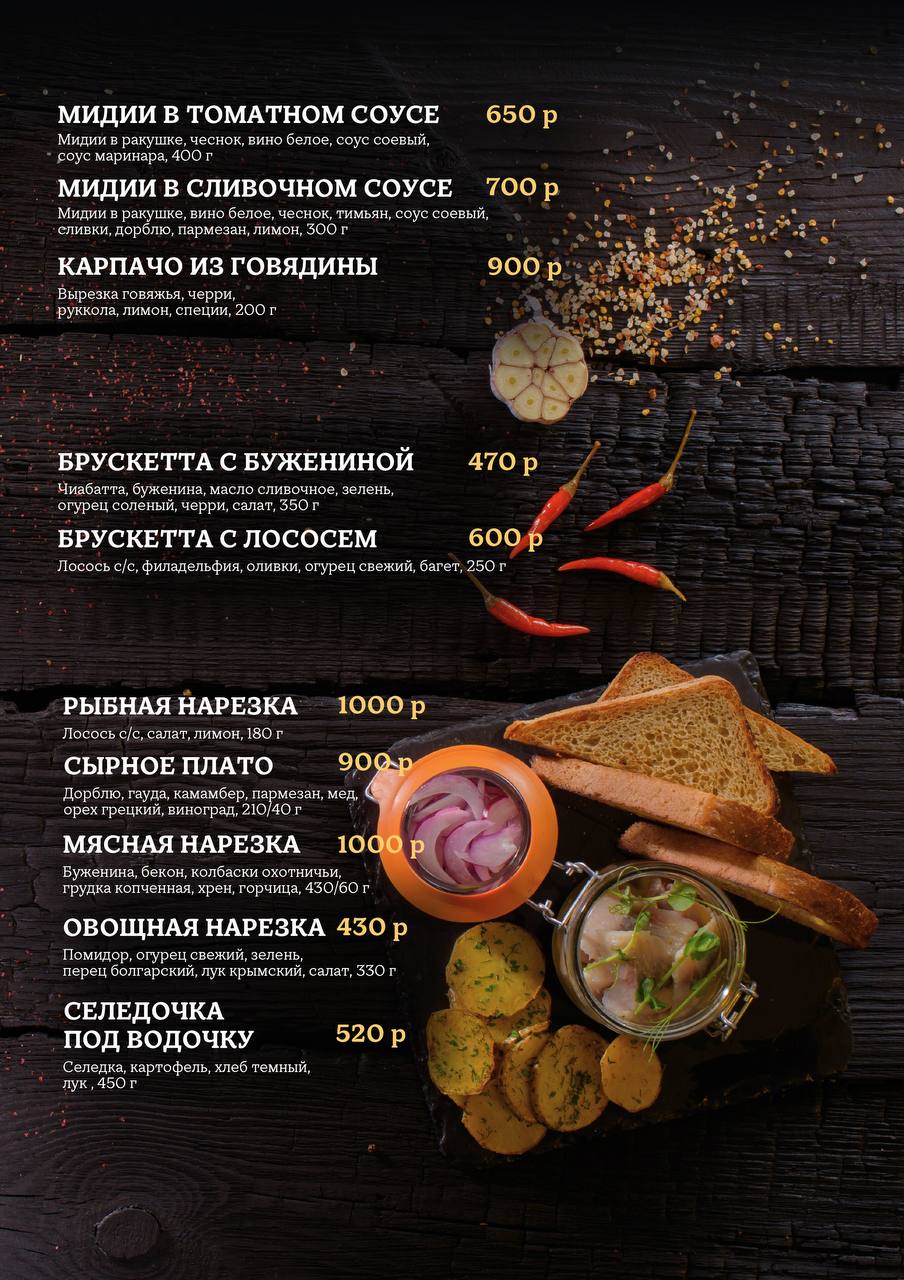 МИДИИ В ТОМАТНОМ СОУСЕ 650 р
Мидии в ракушке, чеснок, вино белое, соус соевый,
соус маринара, 400 г
МИДИИ В СЛИВОЧНОМ СОУСЕ 700 р
Мидии в ракушке, вино белое, чеснок, тимьян, соус соевый,
сливки, дорблю, пармезан, лимон, 300 г
КАРПАЧО ИЗ ГОВЯДИНЫ 900 р
Вырезка говяжья, черри,
руккола, лимон, специи, 200 г
БРУСКЕТТА С БУЖЕНИНОЙ 470 р
Чиабатта, буженина, масло сливочное, зелень,
огурец соленый, черри, салат, 350 г
БРУСКЕТТА С ЛОСОСЕМ 600 р
Лосось с/с, филадельфия, оливки, огурец свежий, багет, 250 г
РЫБНАЯ НАРЕЗКА 1000 р
Лосось с/с, салат, лимон, 180 г
СЫРНОЕ ПЛАТО 900 р
Дорблю, гауда, камамбер, пармезан, мед,
орех грецкий, виноград, 210/40 г
МЯСНАЯ НАРЕЗКА 1000 р
Буженина, бекон, колбаски охотничьи,
грудка копченная, хрен, горчица, 430/60 г
ОВОЩНАЯ НАРЕЗКА 430 р
Помидор, огурец свежий, зелень,
перец болгарский, лук крымский, салат, 330 г
СЕЛЕДОЧКА
ПОД ВОДОЧКУ 520 р
Селедка, картофель, хлеб темный,
лук , 450 г